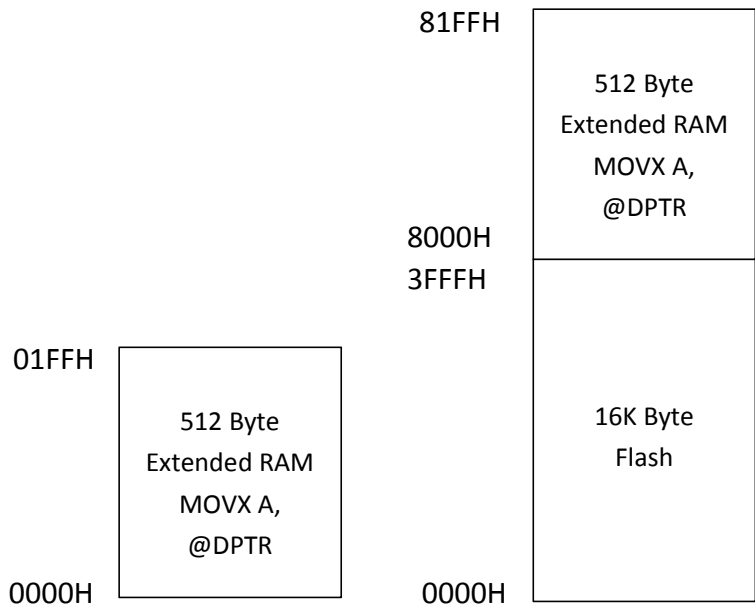 81FFH
512 Byte
Extended RAM
MOVX A,
@DPTR
8000H
3FFFH
01FFH
512 Byte
Extended RAM
MOVX A,
@DPTR
16K Byte
Flash
0000H
0000H